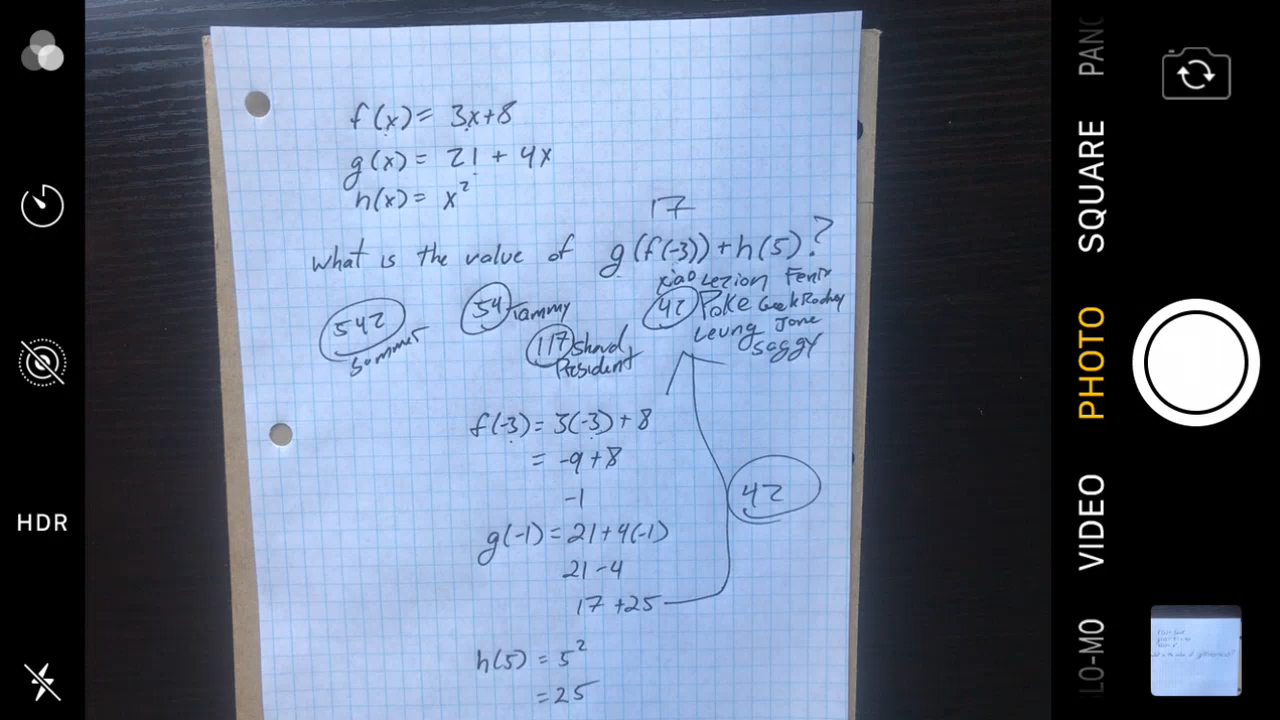 f(x) = 3x+8
g(x) = 21 + 4x
h(x) = x²
17
What is the value of g(f(-3))+h(5)?
xiao Lezion Fenix
542
54 Tammy
42 Poke Geek Rodney
Leung Jone
Summer
117
Saggy
President
f(-3) = 3(-3)+8
= -9+8
-1
42
g(-1) = 21+4(-1)
21-4
17 +25
h(5) = 5²
= 25
HDR
LO-MO
VIDEO
PHOTO
SQUARE
PANO